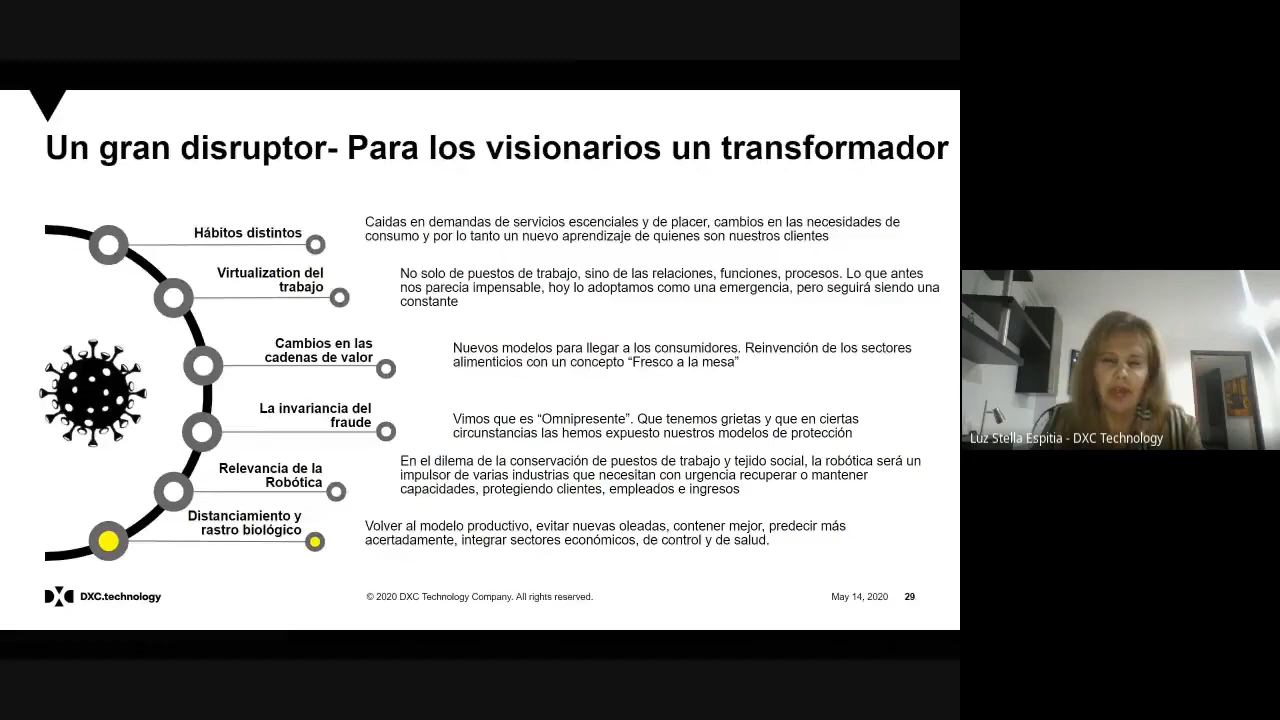 Un gran disruptor- Para los visionarios un transformador
Hábitos distintos
Caidas en demandas de servicios escenciales y de placer, cambios en las necesidades de
consumo y por lo tanto un nuevo aprendizaje de quienes son nuestros clientes
Virtualization del
trabajo
No solo de puestos de trabajo, sino de las relaciones, funciones, procesos. Lo que antes
nos parecia impensable, hoy lo adoptamos como una emergencia, pero seguirá siendo una
constante
Cambios en las
cadenas de valor
Nuevos modelos para llegar a los consumidores. Reinvención de los sectores
alimenticios con un concepto “Fresco a la mesa”
La invariancia del
fraude
Vimos que es “Omnipresente”. Que tenemos grietas y que en ciertas
circunstancias las hemos expuesto nuestros modelos de protección
Relevancia de la
Robótica
En el dilema de la conservación de puestos de trabajo y tejido social, la robótica será un
impulsor de varias industrias que necesitan con urgencia recuperar o mantener
capacidades, protegiendo clientes, empleados e ingresos
Distanciamiento y
rastro biológico
Volver al modelo productivo, evitar nuevas oleadas, contener mejor, predecir más
acertadamente, integrar sectores económicos, de control y de salud.
DXC.technology
© 2020 DXC Technology Company. All rights reserved.
May 14, 2020 29
Luz Stella Espitia - DXC Technology